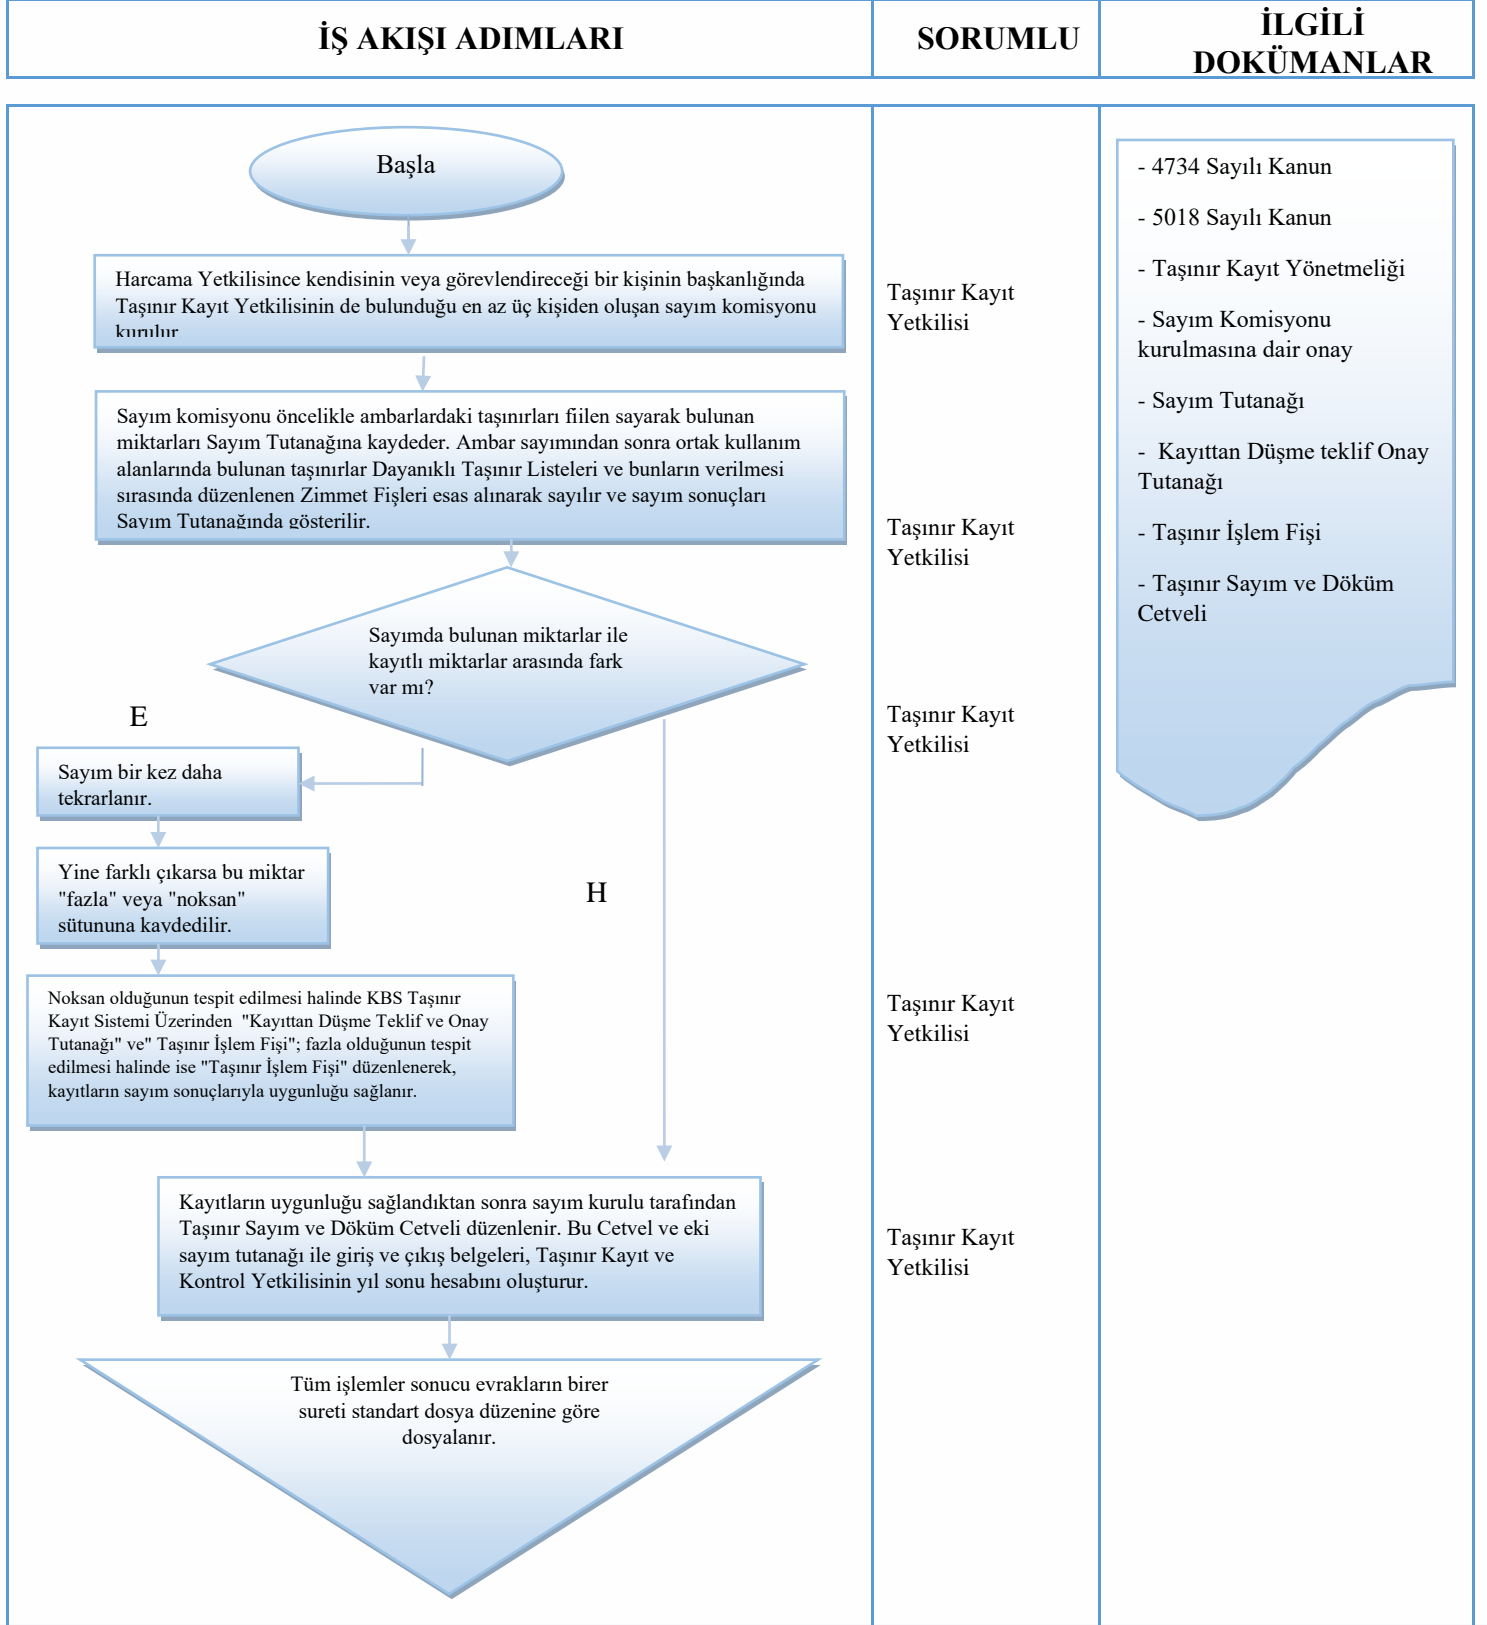 İŞ AKIŞI ADIMLARI
SORUMLU
İLGİLİ
DOKÜMANLAR
Başla
Harcama Yetkilisince kendisinin veya görevlendireceği bir kişinin başkanlığında
Taşınır Kayıt Yetkilisinin de bulunduğu en az üç kişiden oluşan sayım komisyonu
kurulur
Sayım komisyonu öncelikle ambarlardaki taşınırları fiilen sayarak bulunan
miktarları Sayım Tutanağına kaydeder. Ambar sayımından sonra ortak kullanım
alanlarında bulunan taşınırlar Dayanıklı Taşınır Listeleri ve bunların verilmesi
sırasında düzenlenen Zimmet Fişleri esas alınarak sayılır ve sayım sonuçları
Sayım Tutanağında gösterilir.
Sayımda bulunan miktarlar ile
kayıtlı miktarlar arasında fark
var mı?
E
Sayım bir kez daha
tekrarlanır.
Yine farklı çıkarsa bu miktar
"fazla" veya "noksan"
sütununa kaydedilir.
H
Noksan olduğunun tespit edilmesi halinde KBS Taşınır
Kayıt Sistemi Üzerinden "Kayıttan Düşme Teklif ve Onay
Tutanağı" ve" Taşınır İşlem Fişi"; fazla olduğunun tespit
edilmesi halinde ise "Taşınır İşlem Fişi" düzenlenerek,
kayıtların sayım sonuçlarıyla uygunluğu sağlanır.
Kayıtların uygunluğu sağlandıktan sonra sayım kurulu tarafından
Taşınır Sayım ve Döküm Cetveli düzenlenir. Bu Cetvel ve eki
sayım tutanağı ile giriş ve çıkış belgeleri, Taşınır Kayıt ve
Kontrol Yetkilisinin yıl sonu hesabını oluşturur.
Tüm işlemler sonucu evrakların birer
sureti standart dosya düzenine göre
dosyalanır.
Taşınır Kayıt
Yetkilisi
Taşınır Kayıt
Yetkilisi
Taşınır Kayıt
Yetkilisi
Taşınır Kayıt
Yetkilisi
Taşınır Kayıt
Yetkilisi
- 4734 Sayılı Kanun
- 5018 Sayılı Kanun
- Taşınır Kayıt Yönetmeliği
- Sayım Komisyonu
kurulmasına dair onay
- Sayım Tutanağı
- Kayıttan Düşme teklif Onay
Tutanağı
- Taşınır İşlem Fişi
- Taşınır Sayım ve Döküm
Cetveli